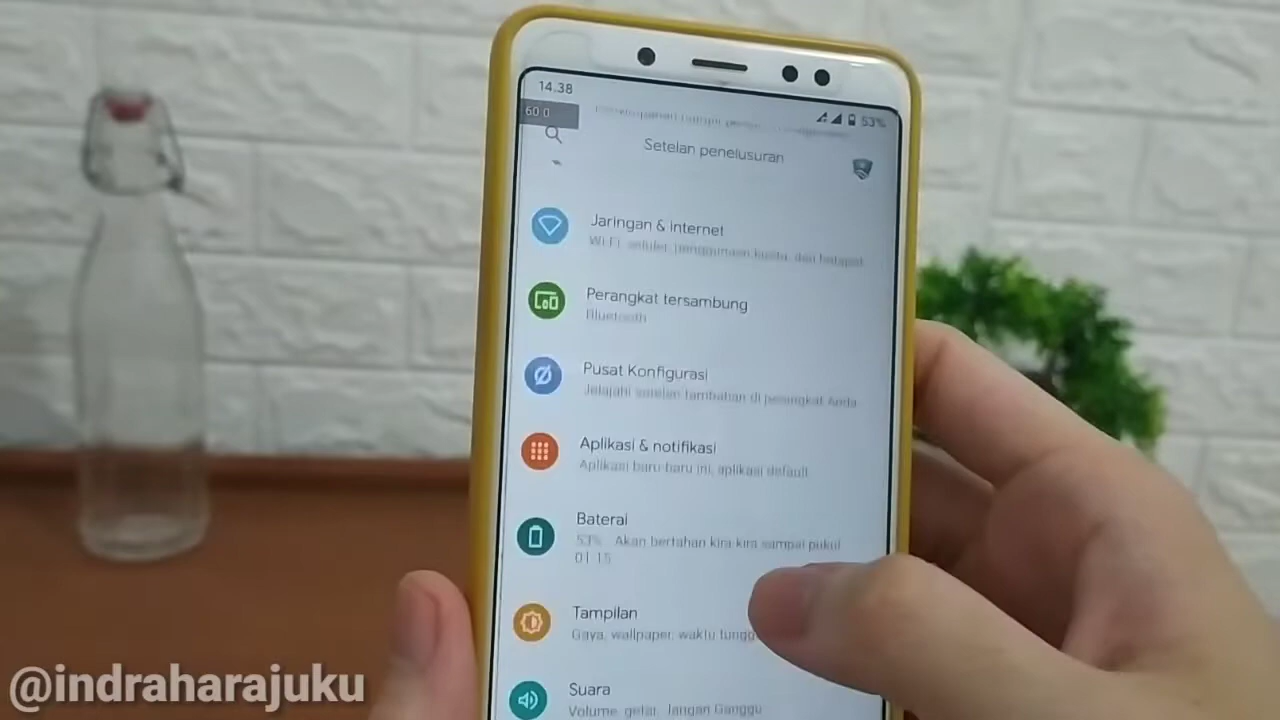 14.38
53%
60.0
Setelan penelusuran
Jaringan & internet
Wi-Fi, seluler, penggunaan kuota, dan hotspot
Perangkat tersambung
Bluetooth
Pusat Konfigurasi
Jelajahi setelan tambahan di perangkat Anda
Aplikasi & notifikasi
Aplikasi baru-baru ini, aplikasi default
Baterai
53% - Akan bertahan kira-kira sampai pukul
01.15
Tampilan
Gaya, wallpaper, waktu tungg
Suara
Volume, getar, Jangan Ganggu
@indraharajuku